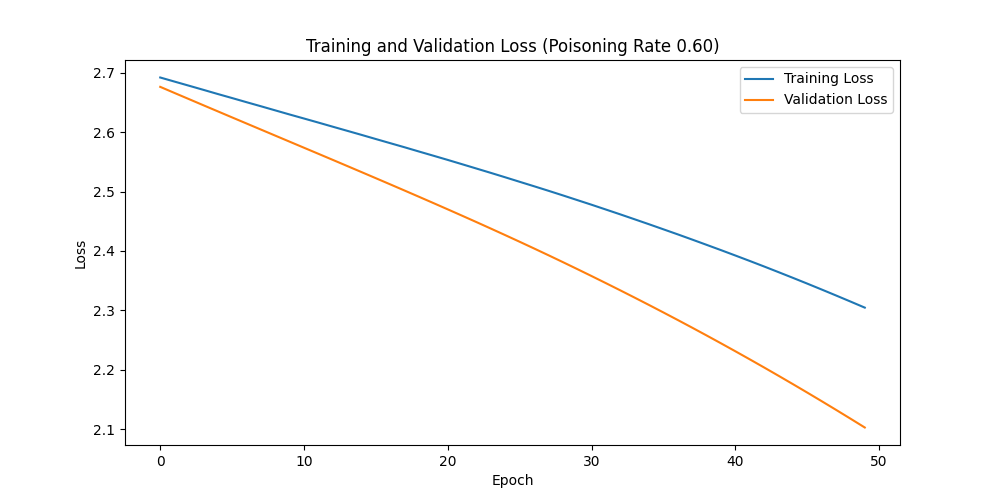 Training and Validation Loss (Poisoning Rate 0.60)
Training Loss
Validation Loss
Loss
2.7
2.6
2.5
2.4
2.3
2.2
2.1
0 10 20 30 40 50
Epoch